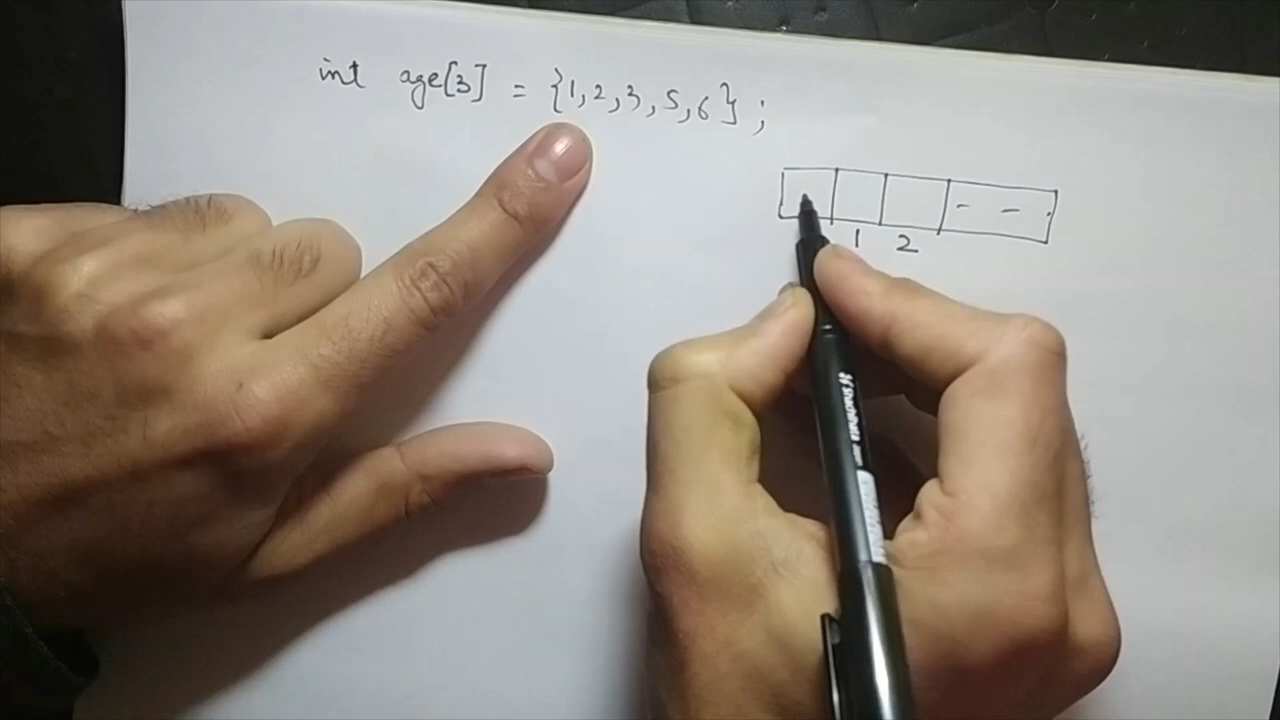 int age[3] = {1,2,3,5,6};
- -
1 2